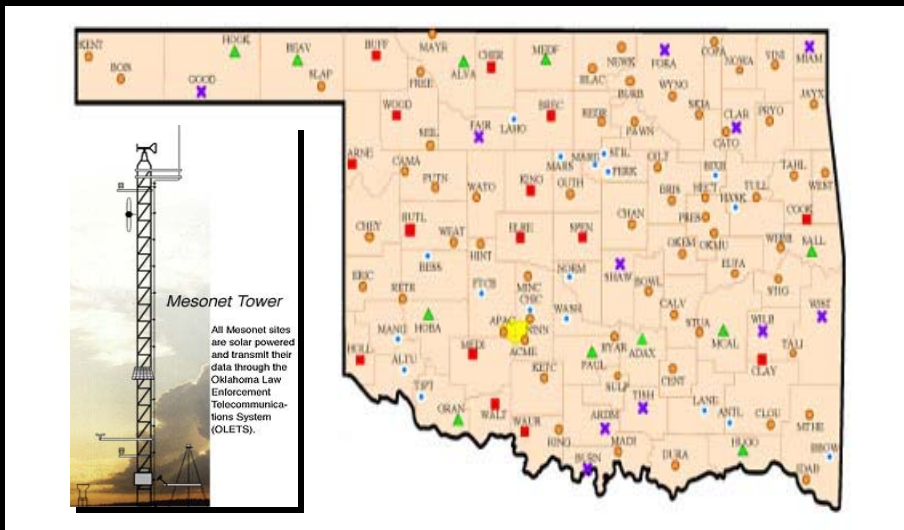 KENT
HOOK
BEAV
BUFF
MAYR
CHER
MEDF
NEWK
FORA
COPA
NOWA
VINI
MIAM
BOIS
GOOD
SLAP
FREE
ALVA
BLAC
BURB
WYNO
JAYX
WOOD
FAIR
LAHO
BREC
REDR
PAWN
SKIA
CLAR
PRYO
CATO
SEIL
ARNE
CAMA
PUTN
WATO
KING
GUTH
MARS
MARE
STIL
PERK
OILT
BIXB
TAHL
WEST
BRIS
HECT
HASK
TULL
COOK
CHEY
BUTL
WEAT
HINT
ELRE
SPEN
CHAN
PRES
OKEM
OKMU
WEBB
SALL
BESS
SHAW
BOWL
EUFA
ERIC
RETR
FTCB
MINC
CHIC
NORM
WASH
CALV
WIST
WILB
HOBA
APAC
NINN
ACME
STUA
MCAL
TALI
MANG
HOLL
ALTU
MEDI
KETC
PAUL
BYAR
ADAX
CLAY
TIPT
SULP
CENT
TISH
LANE
ANTL
CLOU
GRAN
WALT
WAUR
RING
ARDM
MADI
BURN
DURA
HUGO
IDAB
Mesonet Tower
All Mesonet sites
are solar powered
and transmit their
data through the
Oklahoma Law
Enforcement
Telecommunica-
tions System
(OLETS).